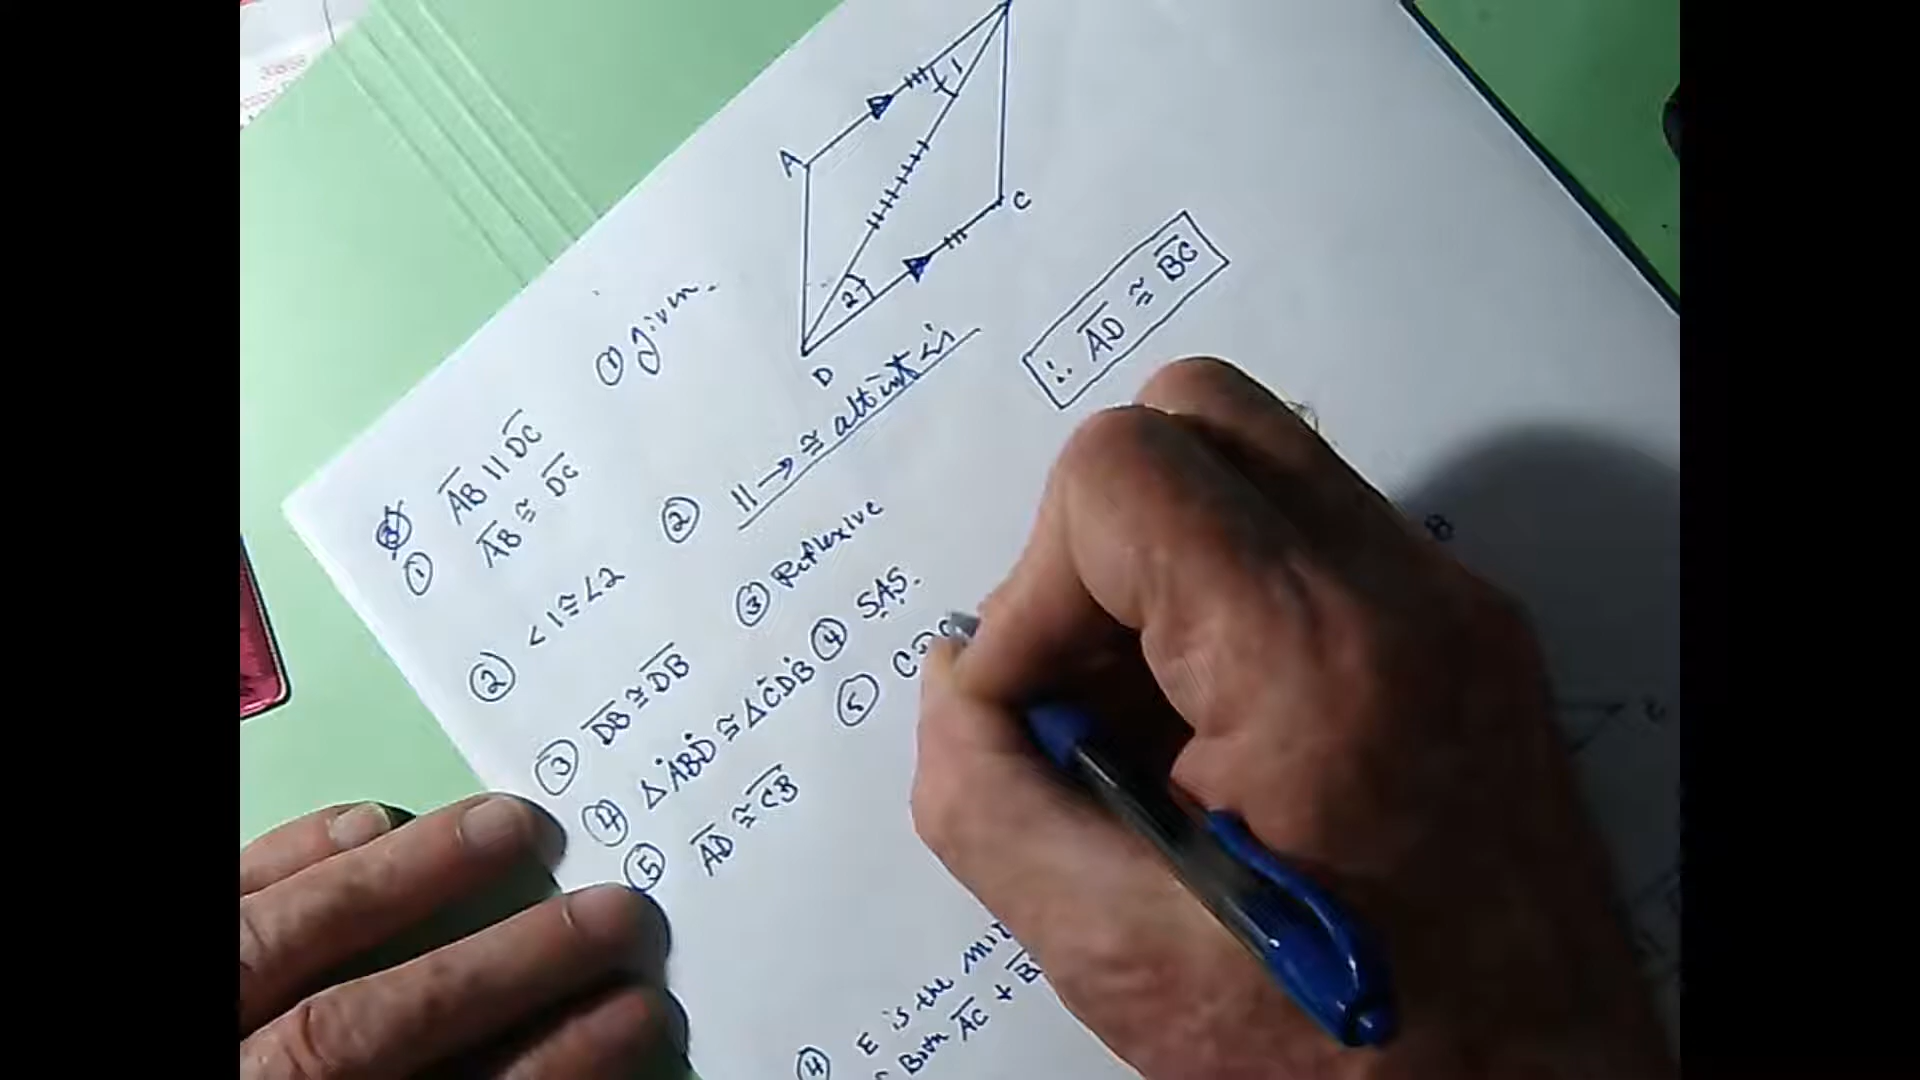 A
1
C
2
D
∴ AD ≅ BC
① given.
③ AB || DC
① AB ≅ DC
② || → ≅ alt int <'s
② < 1 ≅ < 2
③ Reflexive
③ DB ≅ DB
④ SAS.
④ △ ABD ≅ △ CDB
⑤ AD ≅ CB
⑤ C
B
④ E is the
Both AC +